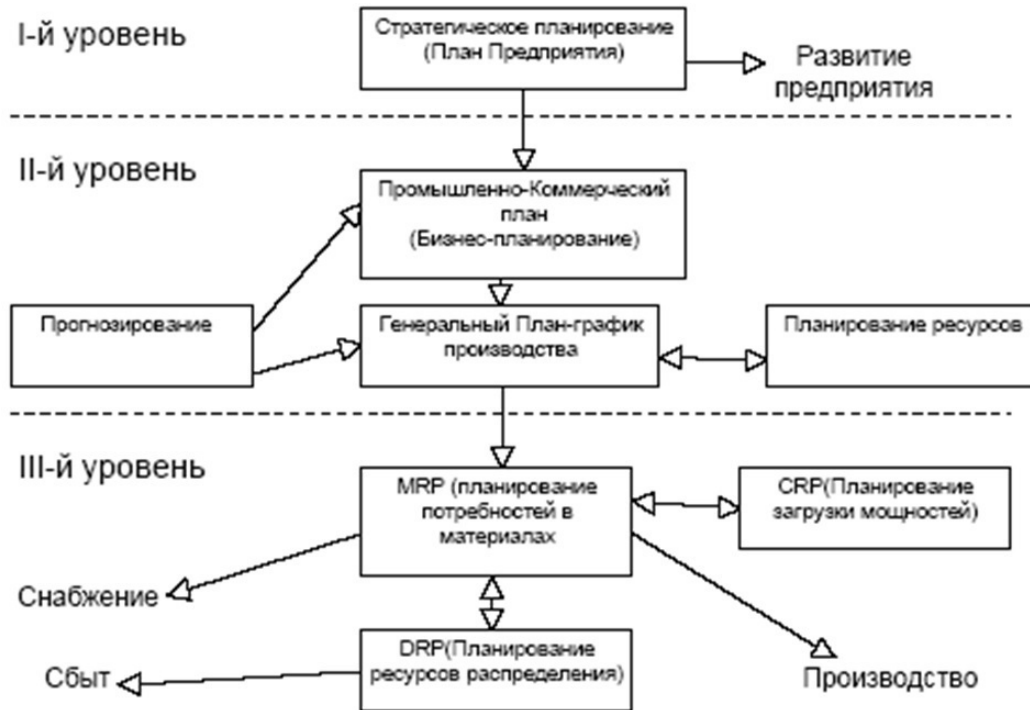 I-й уровень
Стратегическое планирование
(План Предприятия)
Развитие
предприятия
II-й уровень
Промышленно-Коммерческий
план
(Бизнес-планирование)
Прогнозирование
Генеральный План-график
производства
Планирование ресурсов
III-й уровень
MRP (планирование
потребностей в
материалах
CRP(Планирование
загрузки мощностей)
Снабжение
DRP(Планирование
ресурсов распределения)
Сбыт
Производство